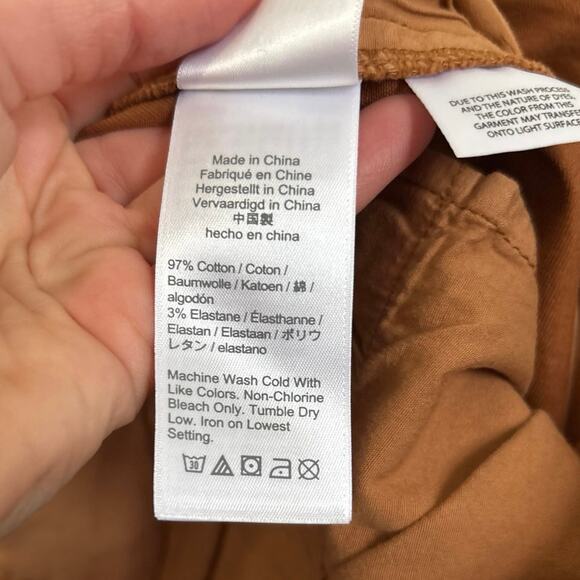 Made in China
Fabriqué en Chine
Hergestellt in China
Vervaardigd in China
中国製
hecho en china
97% Cotton / Coton /
Baumwolle / Katoen / 綿 /
algodón
3% Elastane / Élasthanne /
Elastan / Elastaan / ポリウ
レタン / elastano
Machine Wash Cold With
Like Colors. Non-Chlorine
Bleach Only. Tumble Dry
Low. Iron on Lowest
Setting.
30
DUE TO THIS WASH PROCESS
AND THE NATURE OF DYES,
THE COLOR FROM THIS
GARMENT MAY TRANSFER
ONTO LIGHT SURFACE